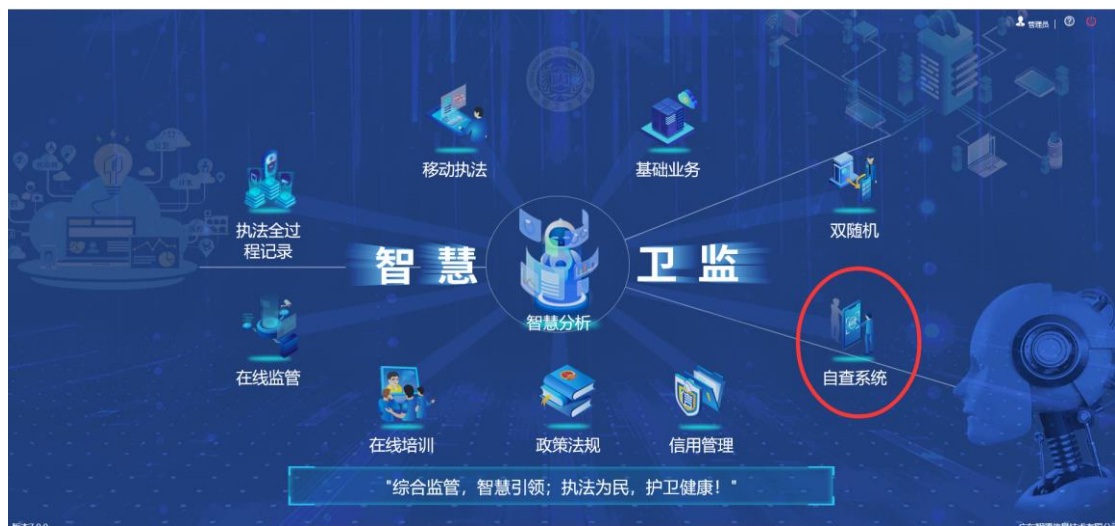 管理员 |
移动执法
基础业务
执法全过
程记录
双随机
智慧
卫监
智慧分析
在线监管
自查系统
在线培训
政策法规
信用管理
"综合监管，智慧引领；执法为民，护卫健康！"